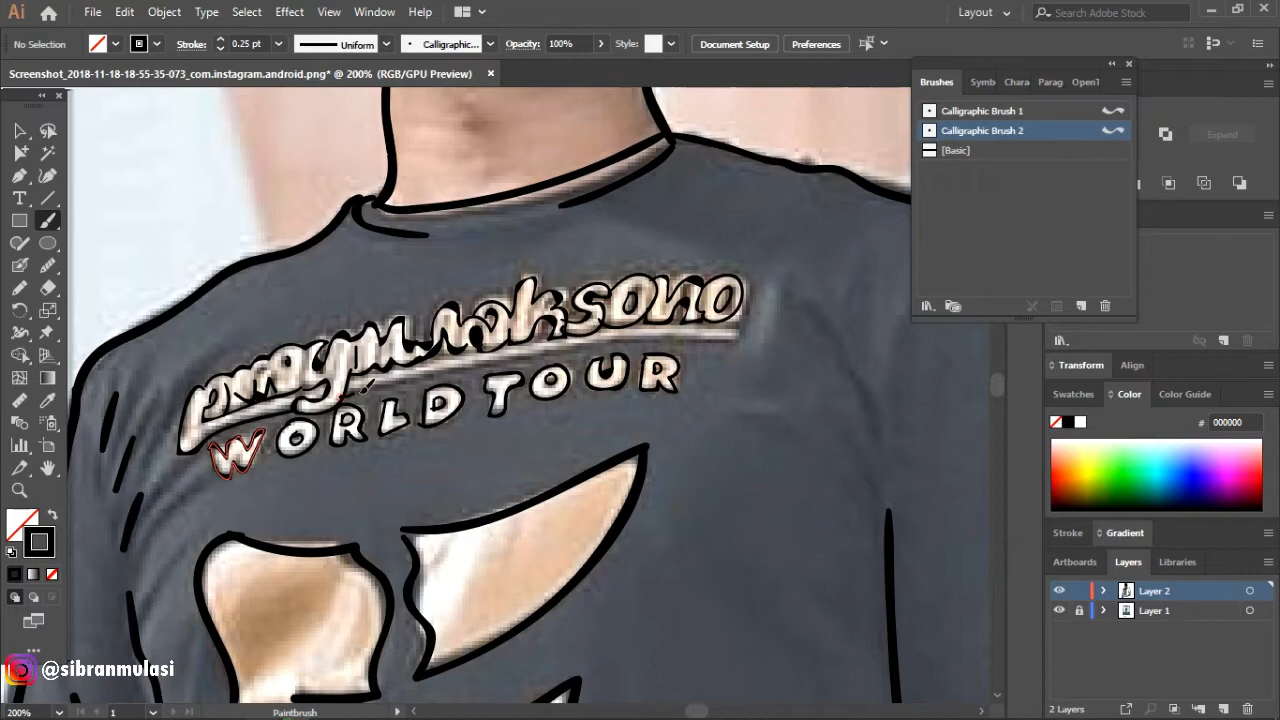 Ai File Edit Object Type Select Effect View Window Help Layout Search Adobe Stock
No Selection Stroke: 0.25 pt Uniform Calligraphic... Opacity: 100% Style: Document Setup Preferences
Screenshot_2018-11-18-18-55-35-073_com.instagram.android.png* @ 200% (RGB/GPU Preview)
Brushes Symb Chara Parag OpenT
Calligraphic Brush 1
Calligraphic Brush 2
[Basic]
Expand
WORLD TOUR
Transform Align
Swatches Color Color Guide
# 000000
Stroke Gradient
Artboards Layers Libraries
Layer 2
Layer 1
@sibranmulasi
200% 1 Paintbrush 2 Layers